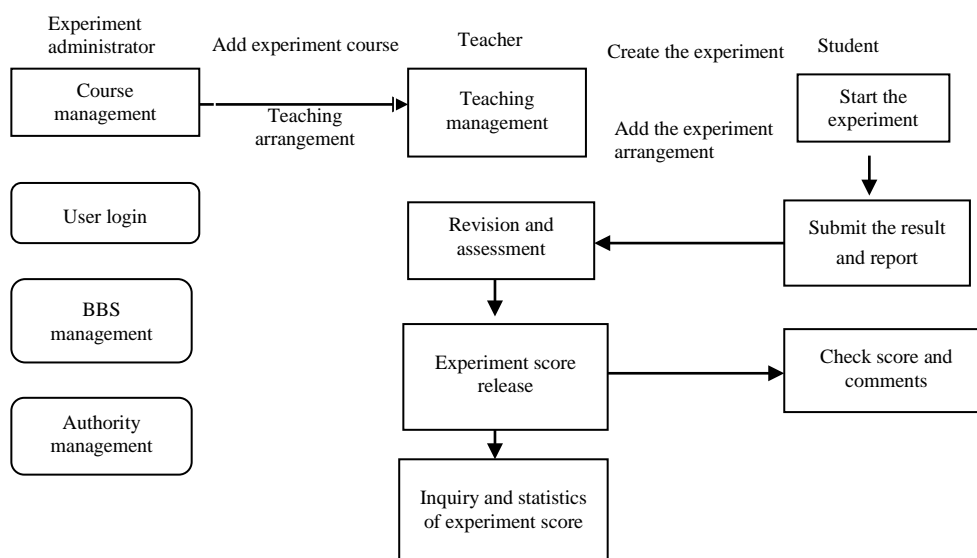 Experiment
administrator
Add experiment course
Teacher
Create the experiment
Student
Course
management
Teaching
arrangement
Teaching
management
Add the experiment
arrangement
Start the
experiment
User login
Revision and
assessment
Submit the result
and report
BBS
management
Experiment score
release
Check score and
comments
Authority
management
Inquiry and statistics
of experiment score